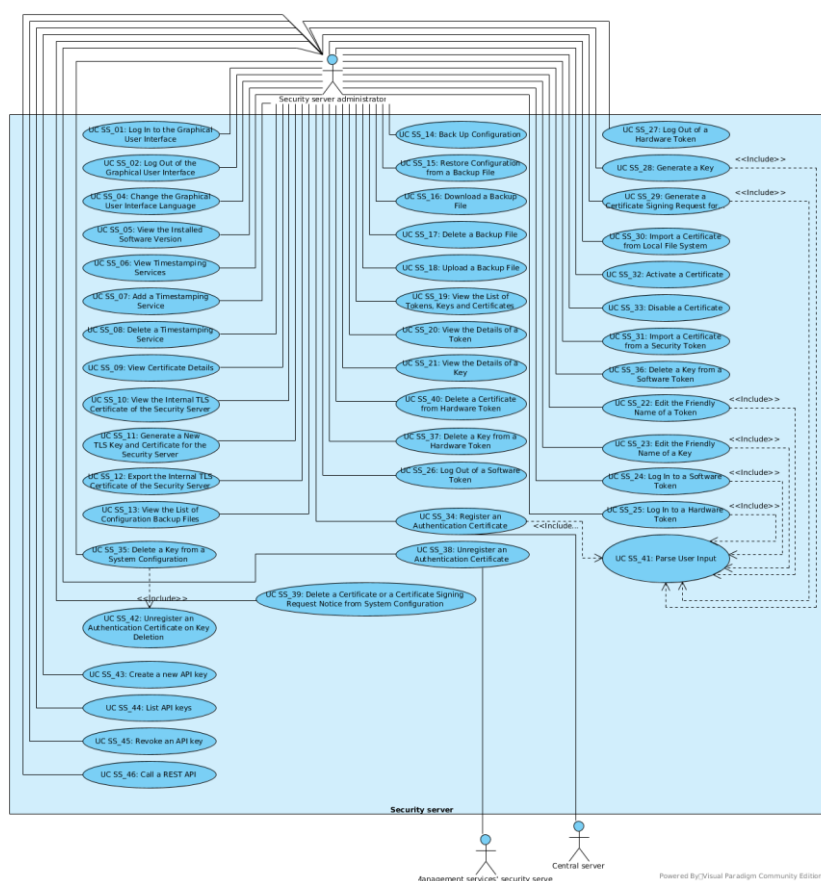 Security server administrator
UC SS_01: Log In to the Graphical
User Interface
UC SS_02: Log Out of the
Graphical User Interface
UC SS_04: Change the Graphical
User Interface Language
UC SS_05: View the Installed
Software Version
UC SS_06: View Timestamping
Services
UC SS_07: Add a Timestamping
Service
UC SS_08: Delete a Timestamping
Service
UC SS_09: View Certificate Details
UC SS_10: View the Internal TLS
Certificate of the Security Server
UC SS_11: Generate a New
TLS Key and Certificate for the
Security Server
UC SS_12: Export the Internal TLS
Certificate of the Security Server
UC SS_13: View the List of
Configuration Backup Files
UC SS_35: Delete a Key from a
System Configuration
<<Include>>
UC SS_42: Unregister an
Authentication Certificate on Key
Deletion
UC SS_43: Create a new API key
UC SS_44: List API keys
UC SS_45: Revoke an API key
UC SS_46: Call a REST API
UC SS_14: Back Up Configuration
UC SS_15: Restore Configuration
from a Backup File
UC SS_16: Download a Backup
File
UC SS_17: Delete a Backup File
UC SS_18: Upload a Backup File
UC SS_19: View the List of
Tokens, Keys and Certificates
UC SS_20: View the Details of a
Token
UC SS_21: View the Details of a
Key
UC SS_40: Delete a Certificate
from Hardware Token
UC SS_37: Delete a Key from a
Hardware Token
UC SS_26: Log Out of a Software
Token
UC SS_34: Register an
Authentication Certificate
<<Include...
UC SS_38: Unregister an
Authentication Certificate
UC SS_39: Delete a Certificate or a Certificate Signing
Request Notice from System Configuration
UC SS_27: Log Out of a
Hardware Token
UC SS_28: Generate a Key
<<Include>>
UC SS_29: Generate a
Certificate Signing Request for...
<<Include>>
UC SS_30: Import a Certificate
from Local File System
UC SS_32: Activate a Certificate
UC SS_33: Disable a Certificate
UC SS_31: Import a Certificate
from a Security Token
UC SS_36: Delete a Key from a
Software Token
UC SS_22: Edit the Friendly
Name of a Token
<<Include>>
UC SS_23: Edit the Friendly
Name of a Key
<<Include>>
UC SS_24: Log In to a Software
Token
<<Include>>
UC SS_25: Log In to a Hardware
Token
<<Include>>
UC SS_41: Parse User Input
Security server
Management services' security serve
Central server
Powered By Visual Paradigm Community Edition